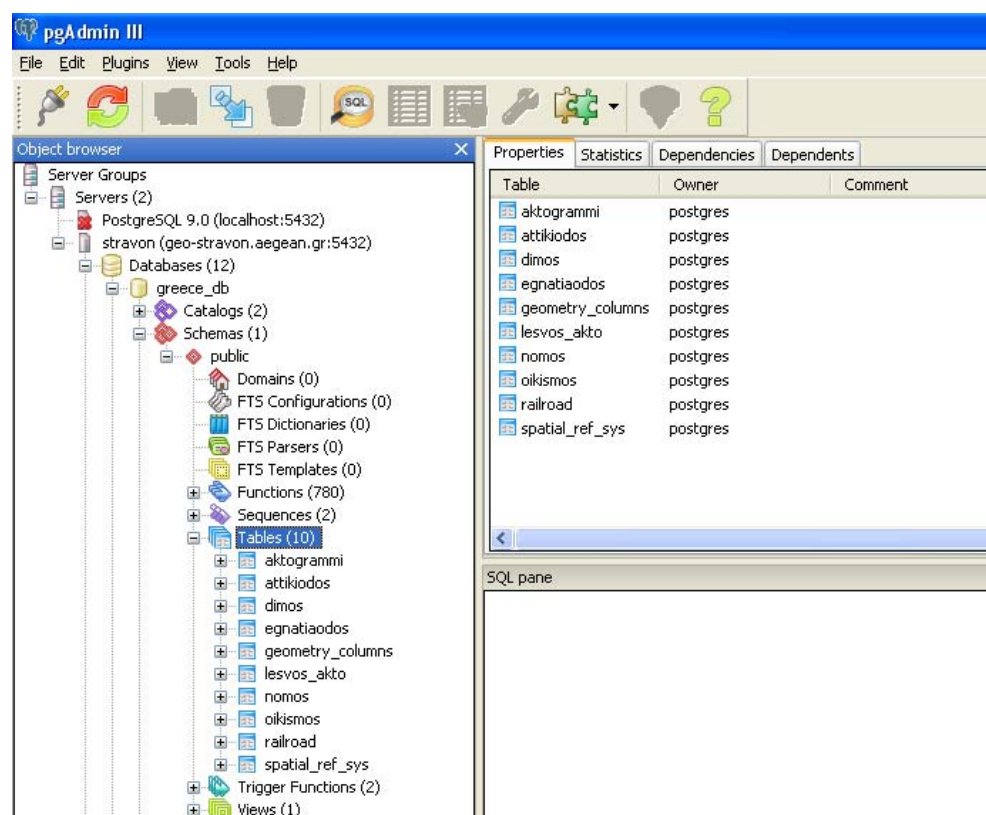 pgAdmin III
File Edit Plugins View Tools Help
SQL
Object browser
Server Groups
Servers (2)
PostgreSQL 9.0 (localhost:5432)
stravon (geo-stravon.aegean.gr:5432)
Databases (12)
greece_db
Catalogs (2)
Schemas (1)
public
Domains (0)
FTS Configurations (0)
FTS Dictionaries (0)
FTS Parsers (0)
FTS Templates (0)
Functions (780)
Sequences (2)
Tables (10)
aktogrammi
attikiodos
dimos
egnatiaodos
geometry_columns
lesvos_akto
nomos
oikismos
railroad
spatial_ref_sys
Trigger Functions (2)
Views (1)
Properties Statistics Dependencies Dependents
Table Owner Comment
aktogrammi postgres
attikiodos postgres
dimos postgres
egnatiaodos postgres
geometry_columns postgres
lesvos_akto postgres
nomos postgres
oikismos postgres
railroad postgres
spatial_ref_sys postgres
SQL pane